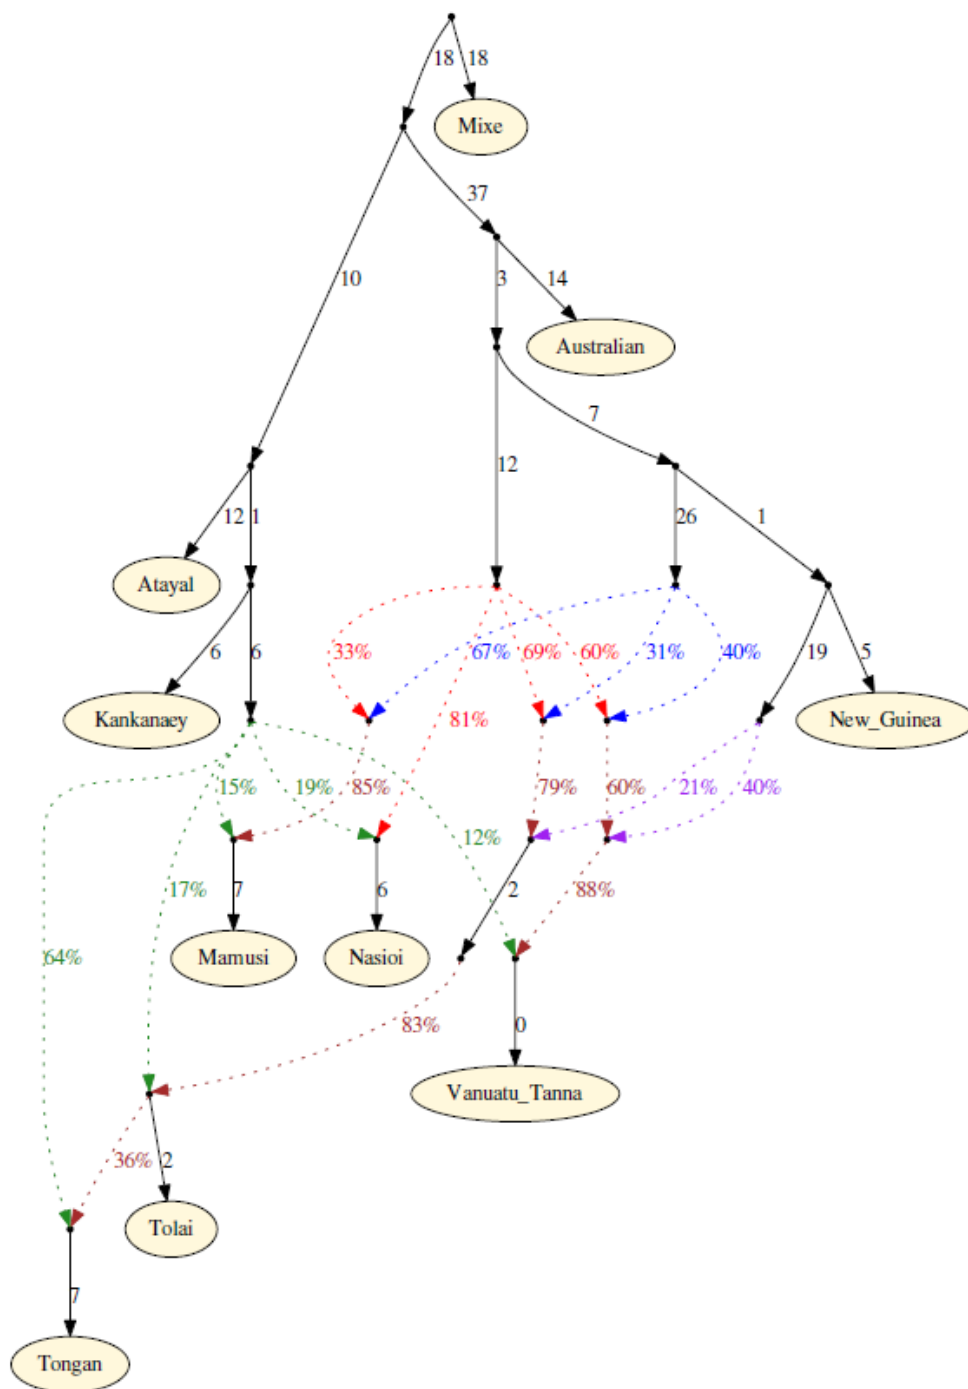 18 18
Mixe
37
10 3 14
Australian
7
12
12 1 26 1
Atayal
6 6 33% 67% 69% 60% 31% 40% 19 5
Kankanaey 81% New_Guinea
15% 19% 85% 79% 60% 21% 40%
12%
17% 7 6 2 88%
64% Mamusi Nasioi
83% 0
Vanuatu_Tanna
36% 2
Tolai
7
Tongan